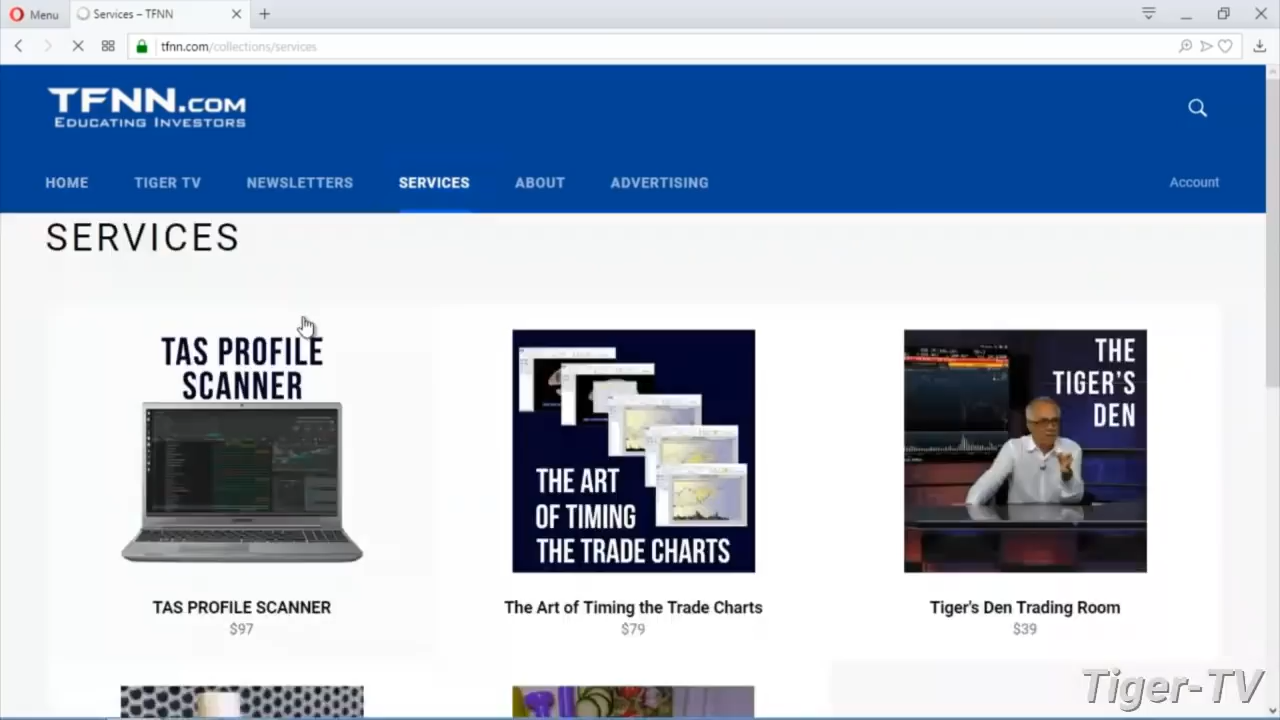 Menu
Services – TFNN
tfnn.com/collections/services
TFNN.COM
EDUCATING INVESTORS
HOME
TIGER TV
NEWSLETTERS
SERVICES
ABOUT
ADVERTISING
Account
SERVICES
TAS PROFILE
SCANNER
THE ART
OF TIMING
THE TRADE CHARTS
THE
TIGER'S
DEN
TAS PROFILE SCANNER
$97
The Art of Timing the Trade Charts
$79
Tiger's Den Trading Room
$39
Tiger-TV